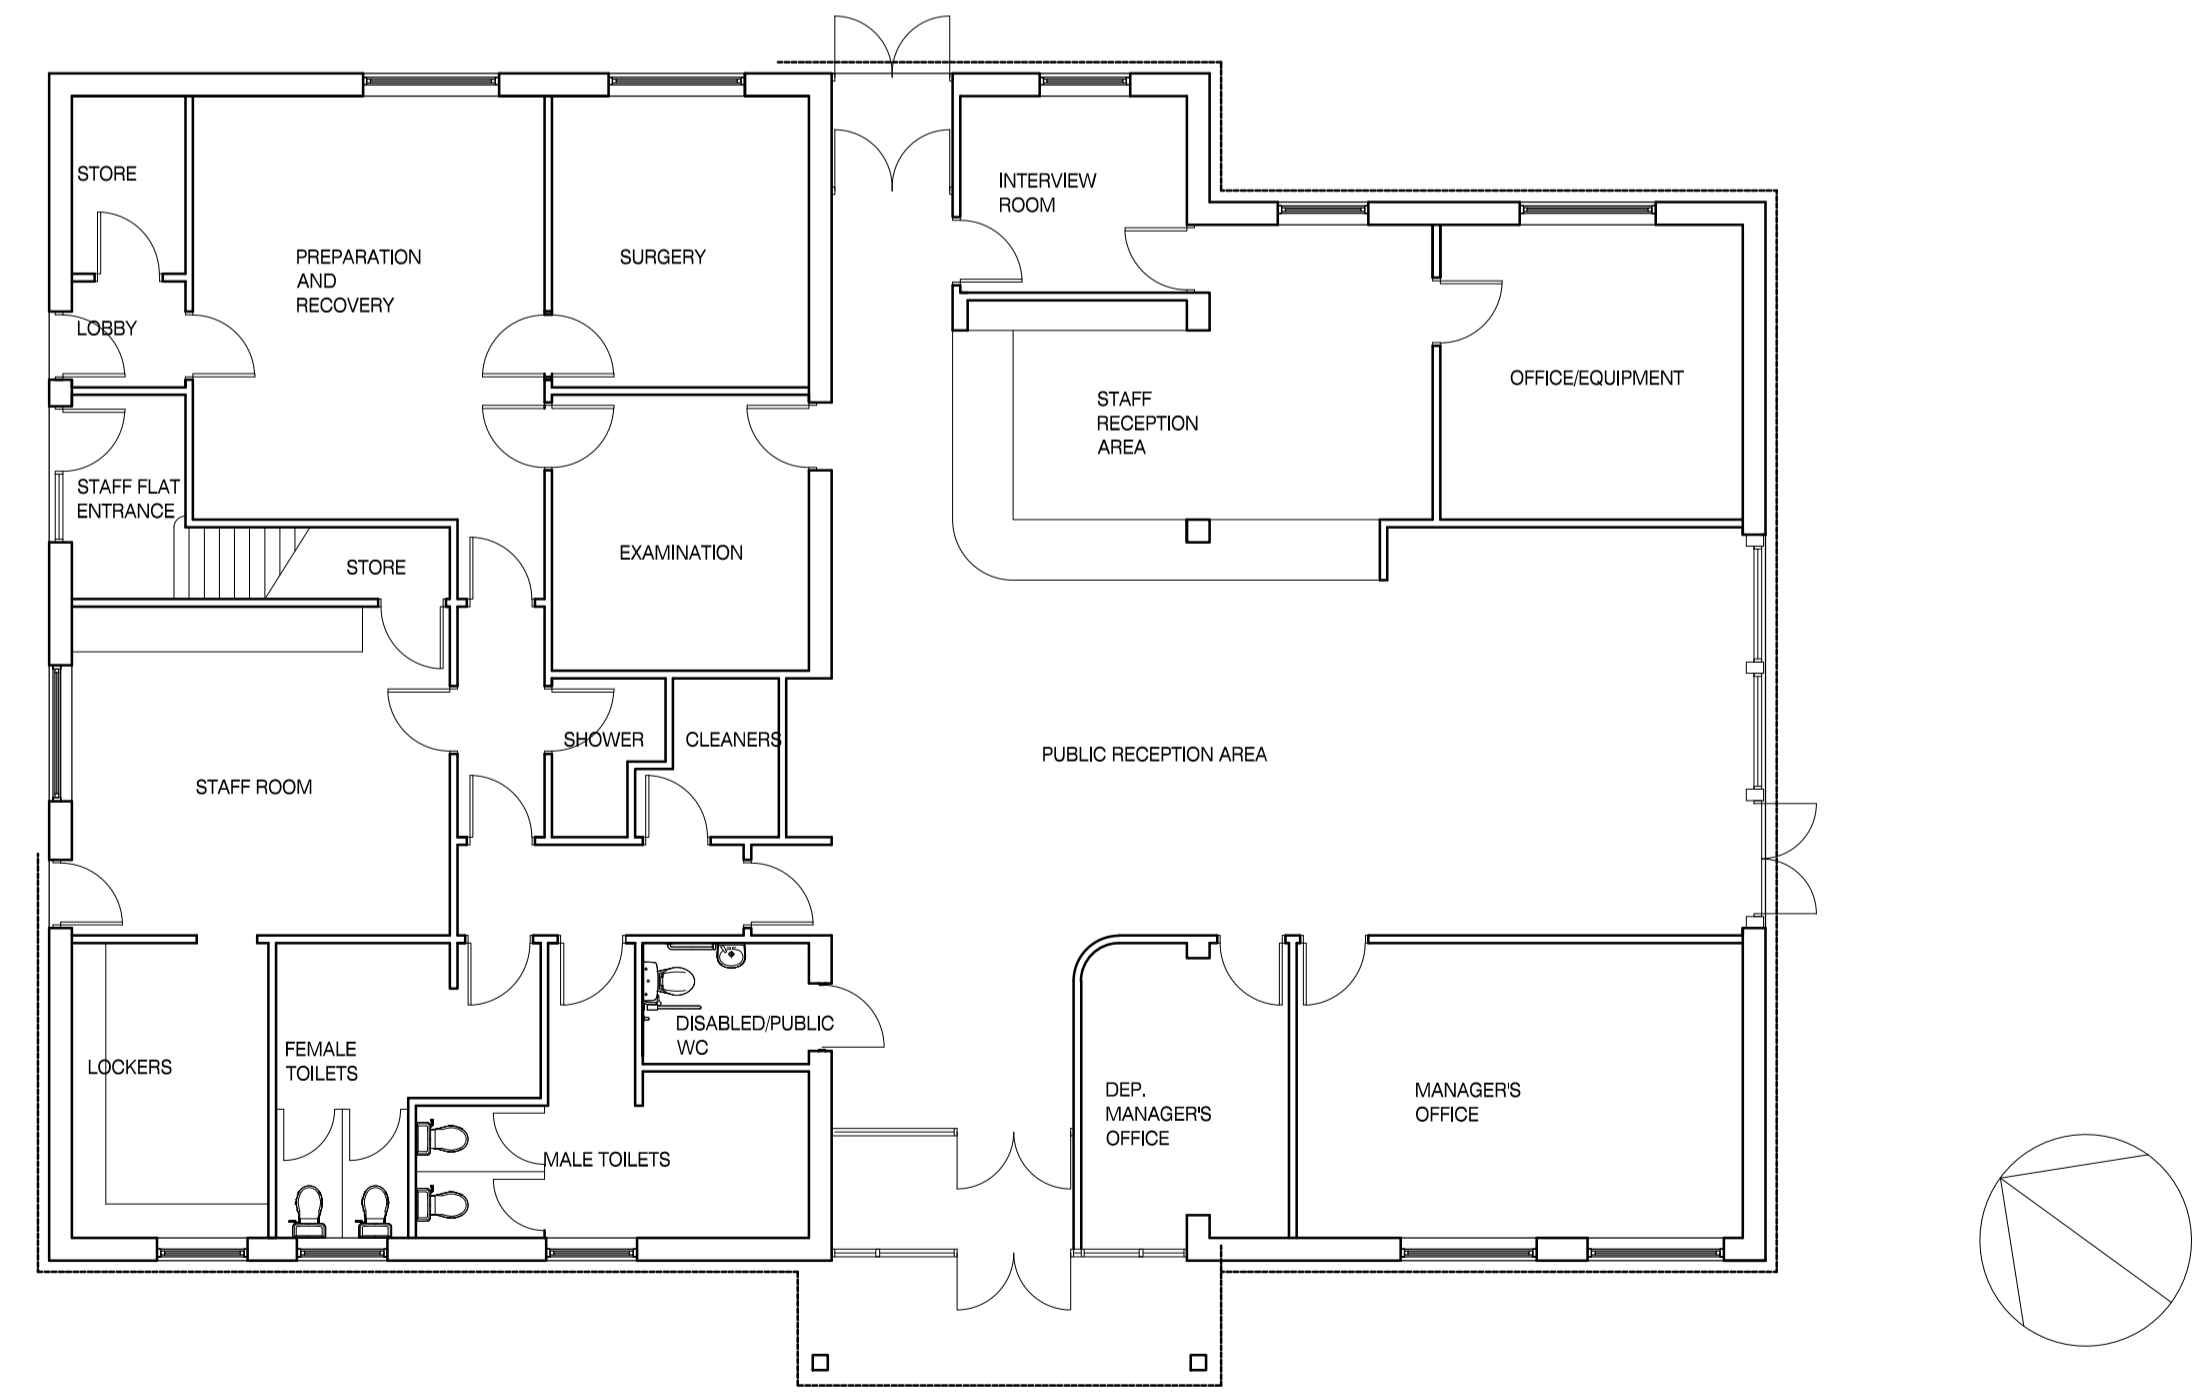 STORE
INTERVIEW
ROOM
PREPARATION
AND
RECOVERY
SURGERY
LOBBY
OFFICE/EQUIPMENT
STAFF
RECEPTION
AREA
STAFF FLAT
ENTRANCE
EXAMINATION
STORE
SHOWER
CLEANERS
PUBLIC RECEPTION AREA
STAFF ROOM
DISABLED/PUBLIC
WC
FEMALE
TOILETS
LOCKERS
DEP.
MANAGER'S
OFFICE
MANAGER'S
OFFICE
MALE TOILETS